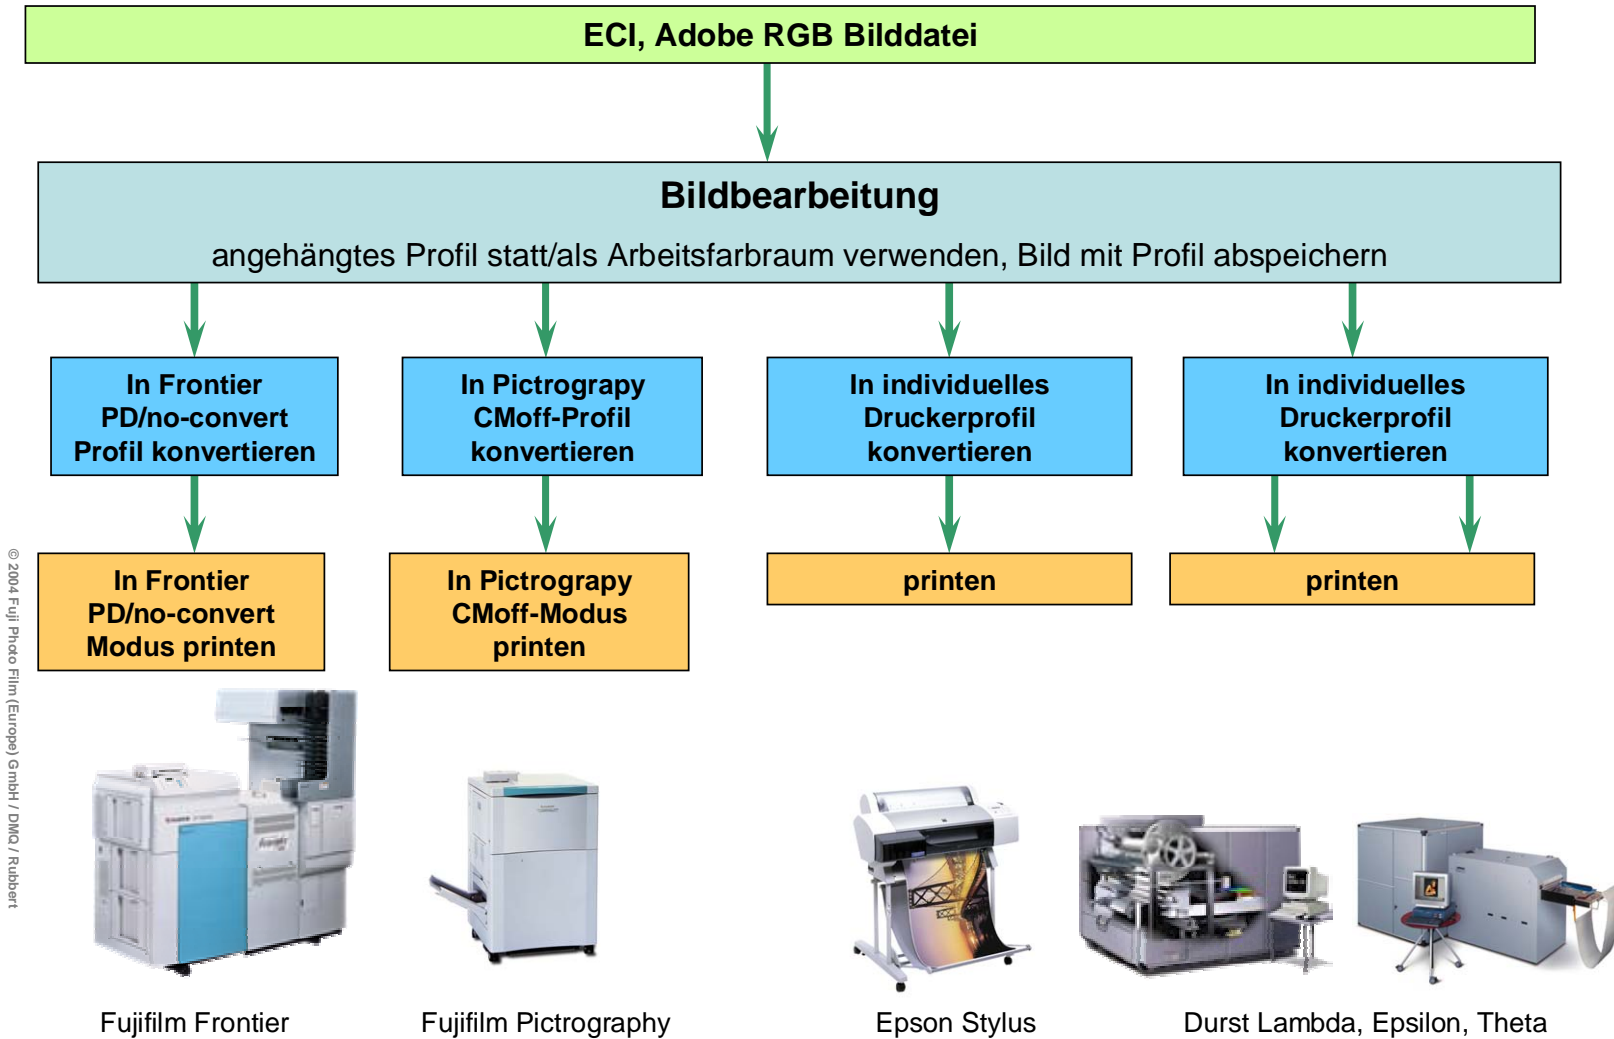 ECI, Adobe RGB Bilddatei
Bildbearbeitung
angehängtes Profil statt/als Arbeitsfarbraum verwenden, Bild mit Profil abspeichern
In Frontier
PD/no-convert
Profil konvertieren
In Pictrograpy
CMoff-Profil
konvertieren
In individuelles
Druckerprofil
konvertieren
In individuelles
Druckerprofil
konvertieren
In Frontier
PD/no-convert
Modus printen
In Pictrograpy
CMoff-Modus
printen
printen
printen
© 2004 Fuji Photo Film (Europe) GmbH / DMQ / Rubbert
Fujifilm Frontier
Fujifilm Pictrography
Epson Stylus
Durst Lambda, Epsilon, Theta